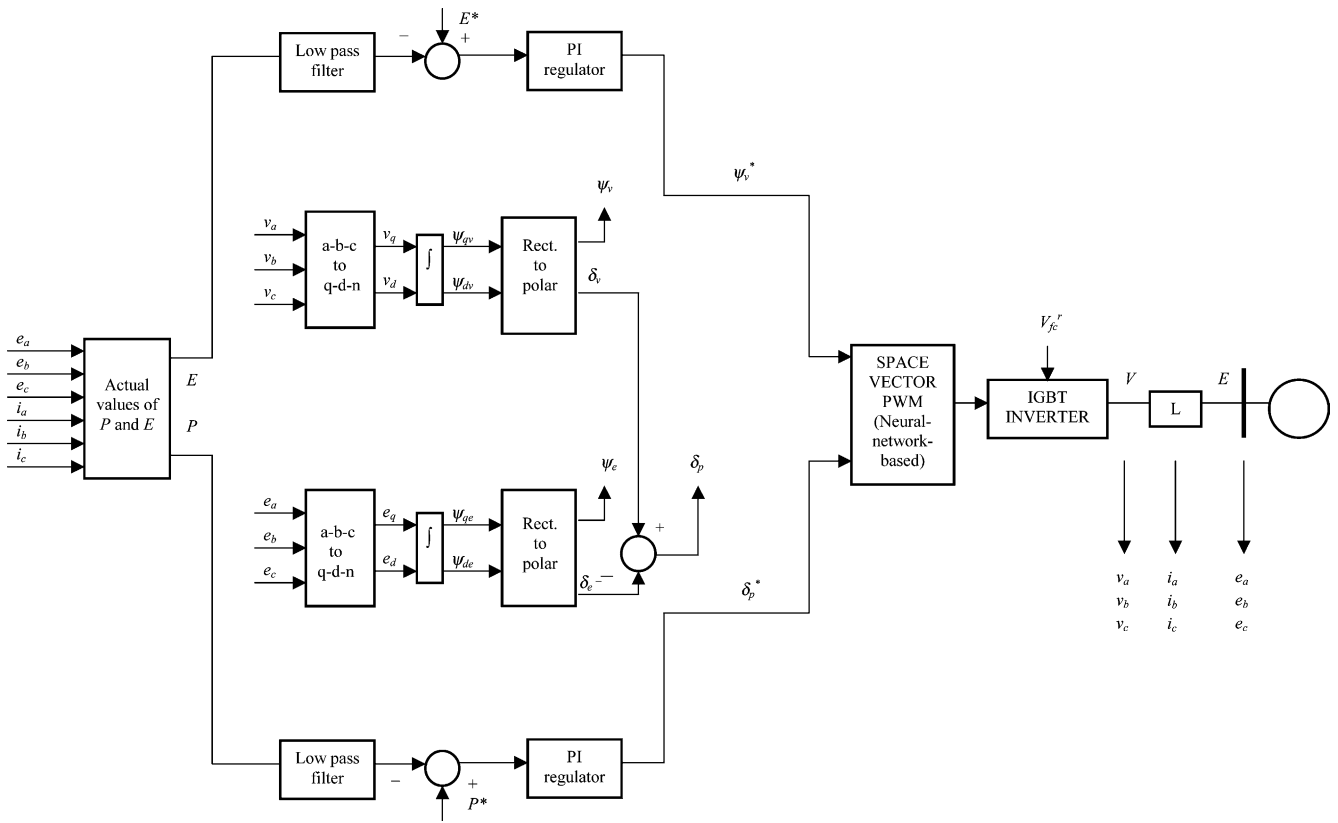 E*
−
+
Low pass
filter
PI
regulator
ψv*
ψv
va
vb
vc
a-b-c
to
q-d-n
vq
vd
∫
ψqv
ψdv
Rect.
to
polar
δv
ea
eb
ec
ia
ib
ic
Actual
values of
P and E
E
P
SPACE
VECTOR
PWM
(Neural-
network-
based)
Vfc r
IGBT
INVERTER
V
L
E
ψe
δp
ea
eb
ec
a-b-c
to
q-d-n
eq
ed
∫
ψqe
ψde
Rect.
to
polar
+
δe
−
δp*
va
vb
vc
ia
ib
ic
ea
eb
ec
Low pass
filter
−
+
P*
PI
regulator